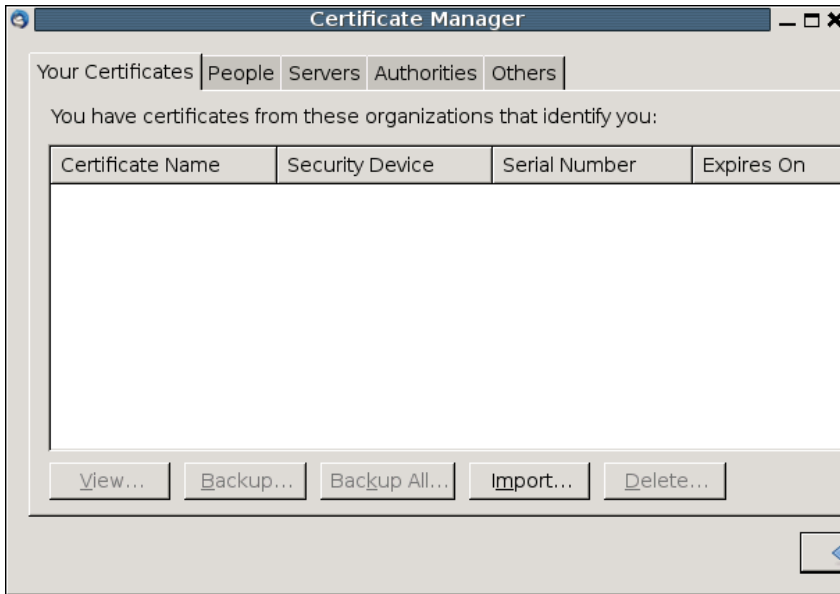 Certificate Manager
Your Certificates People Servers Authorities Others
You have certificates from these organizations that identify you:
Certificate Name Security Device Serial Number Expires On
View... Backup... Backup All... Import... Delete...